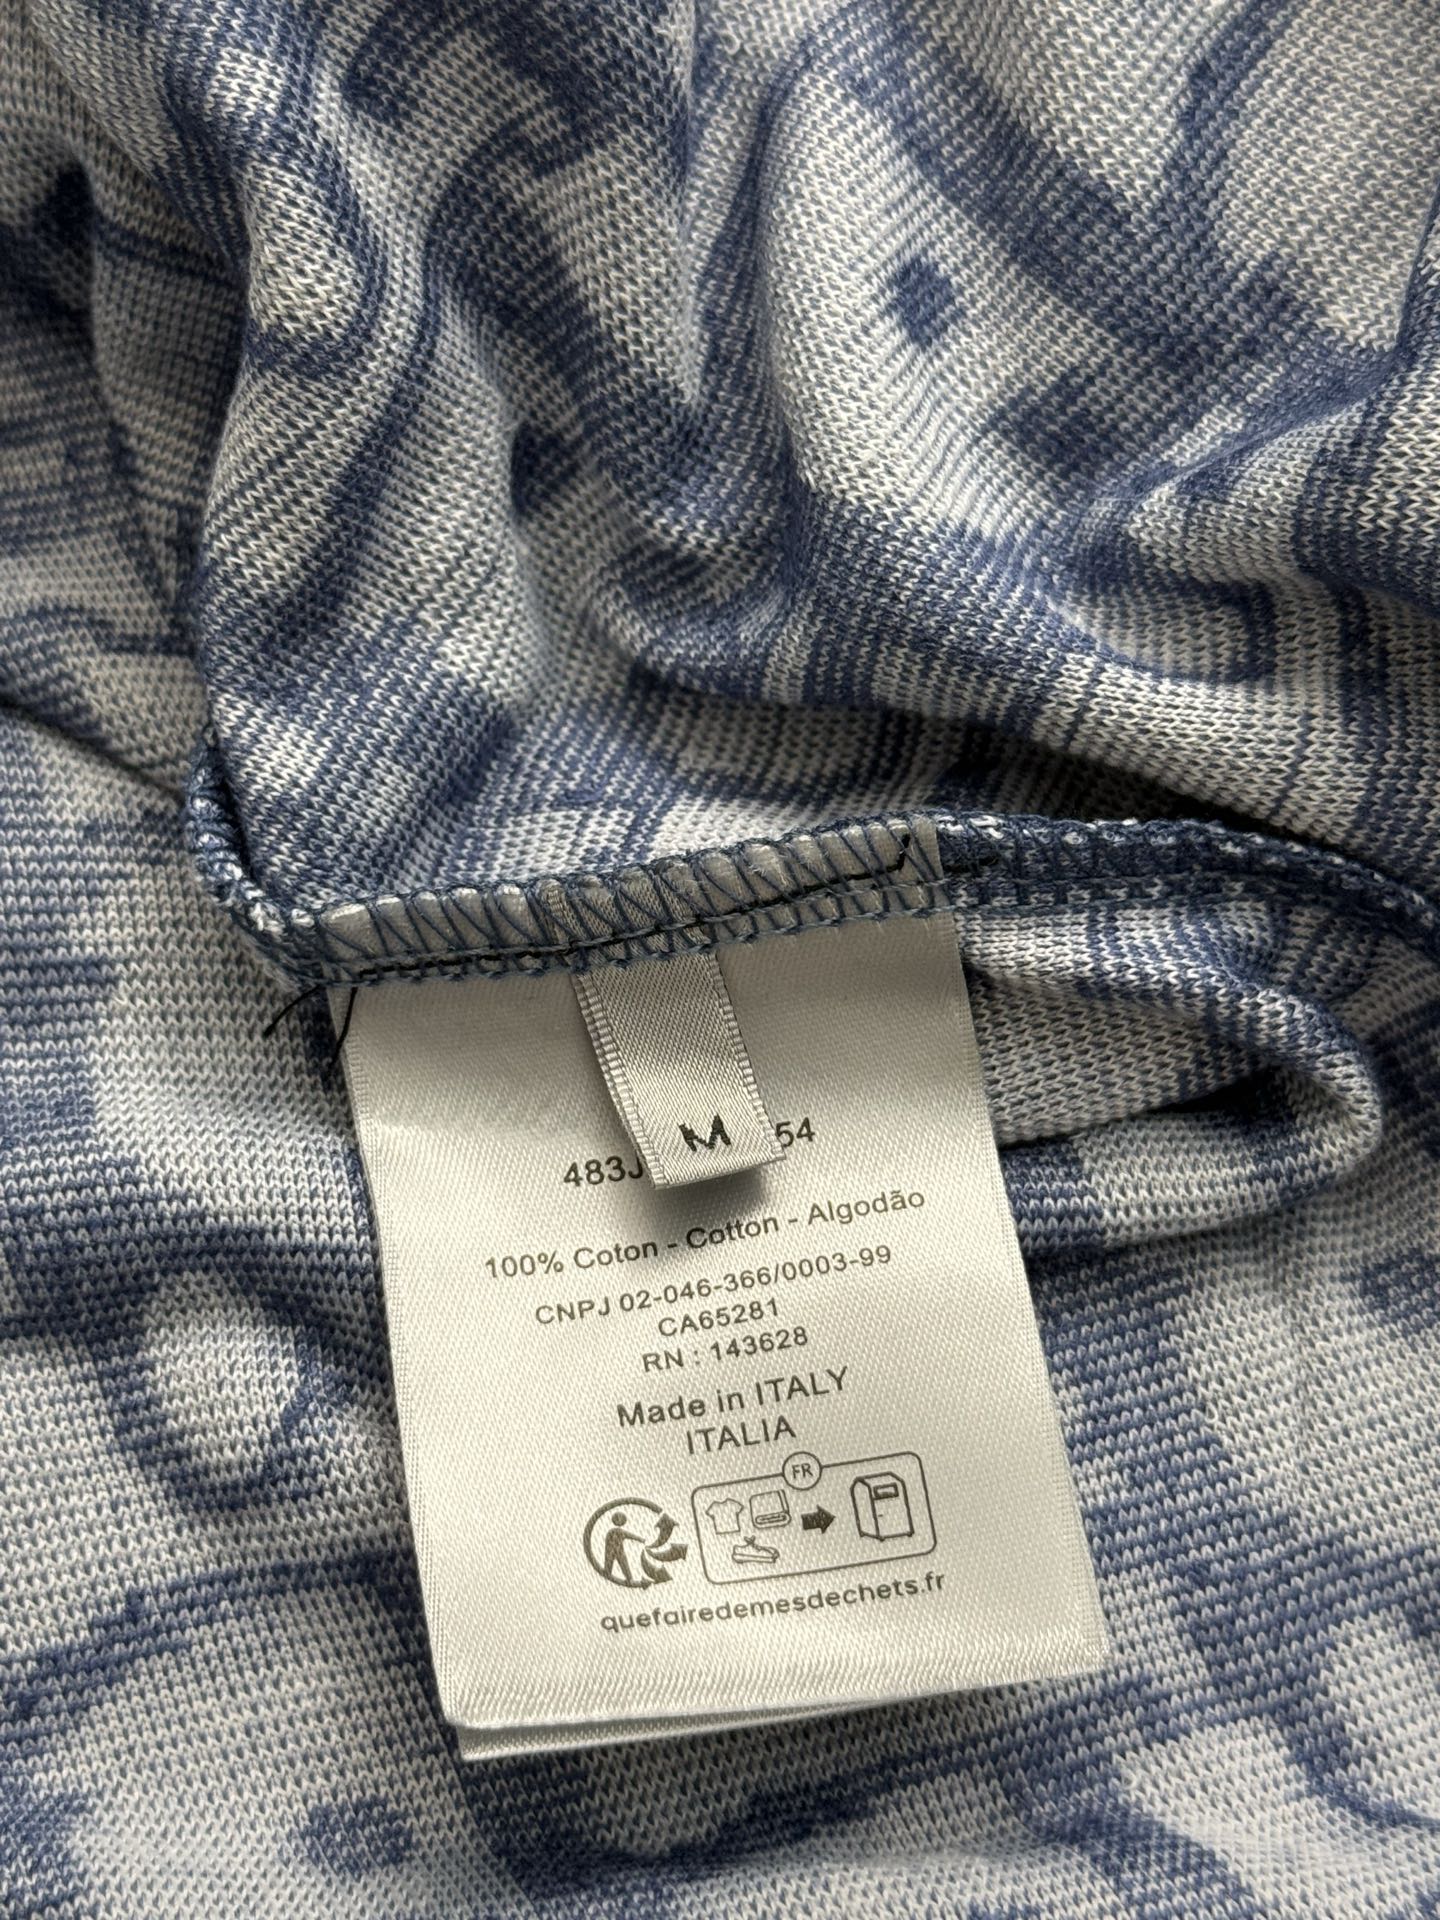 M
483J 54
100% Coton - Cotton - Algodão
CNPJ 02-046-366/0003-99
CA65281
RN : 143628
Made in ITALY
ITALIA
FR
quefairedemesdechets.fr